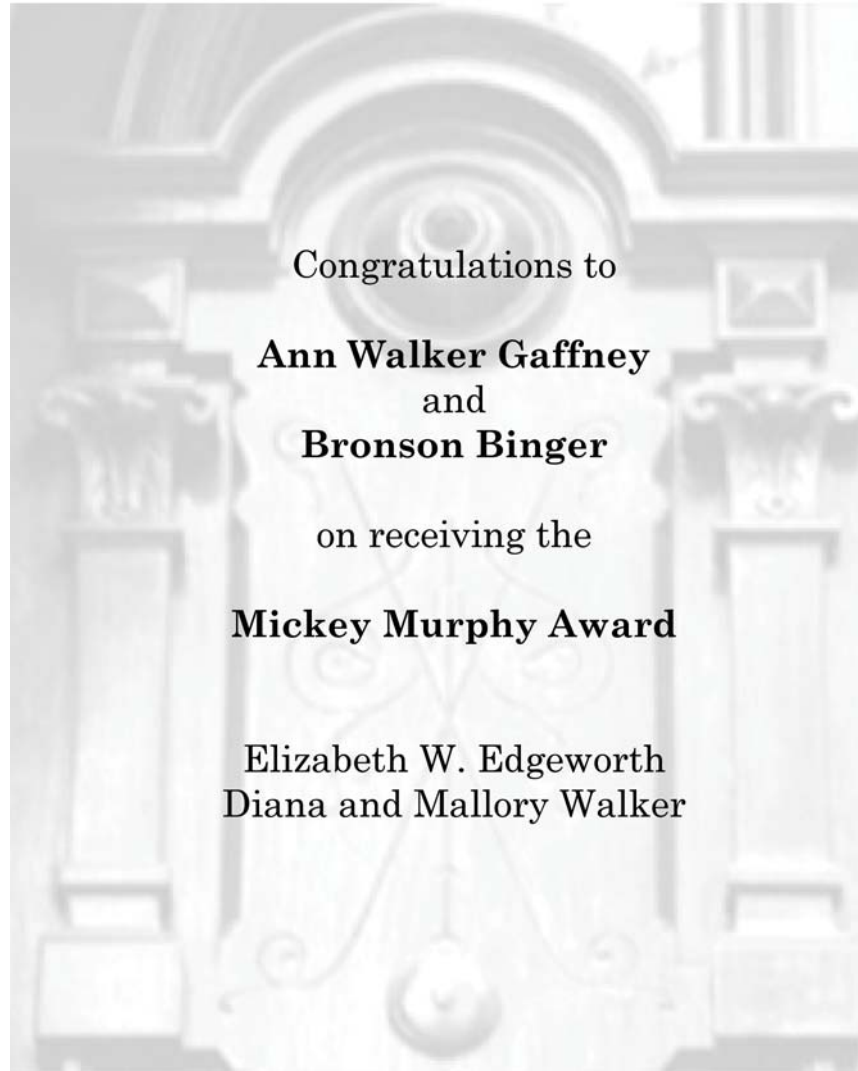 Congratulations to
Ann Walker Gaffney
and
Bronson Binger
on receiving the
Mickey Murphy Award
Elizabeth W. Edgeworth
Diana and Mallory Walker